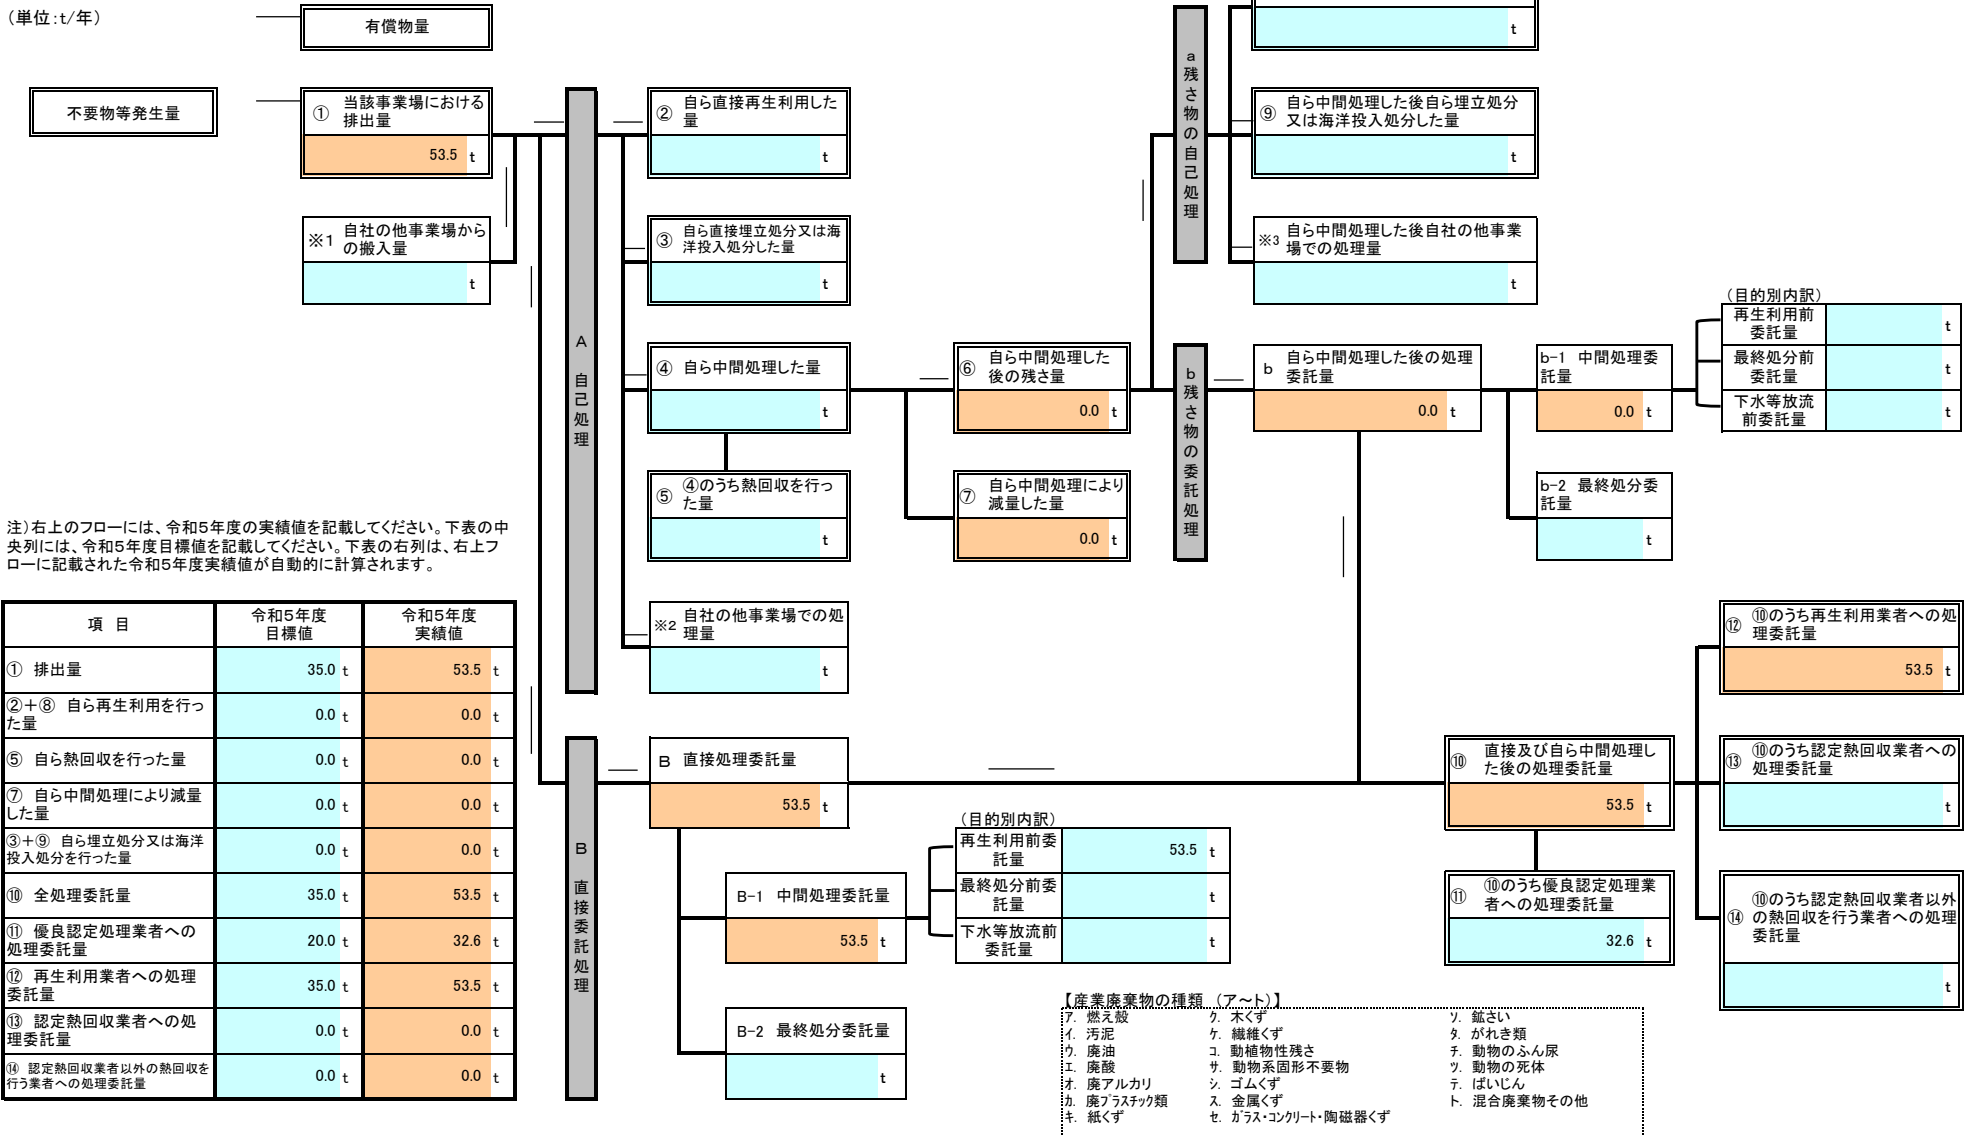 （単位:t/年）
有償物量
不要物等発生量
① 当該事業場における
排出量
53.5 t
※1 自社の他事業場から
の搬入量
t
A 自己処理
② 自ら直接再生利用した
量
t
③ 自ら直接埋立処分又は海
洋投入処分した量
t
④ 自ら中間処理した量
t
⑤ ④のうち熱回収を行っ
た量
t
※2 自社の他事業場での処
理量
t
⑥ 自ら中間処理した
後の残さ量
0.0 t
⑦ 自ら中間処理により
減量した量
0.0 t
a 残さ物の自己処理
t
⑨ 自ら中間処理した後自ら埋立処分
又は海洋投入処分した量
t
※3 自ら中間処理した後自社の他事業
場での処理量
t
b 残さ物の委託処理
b 自ら中間処理した後の処理
委託量
0.0 t
b-1 中間処理委
託量
0.0 t
（目的別内訳）
再生利用前
委託量
t
最終処分前
委託量
t
下水等放流
前委託量
t
b-2 最終処分委
託量
t
注）右上のフローには、令和5年度の実績値を記載してください。下表の中
央列には、令和5年度目標値を記載してください。下表の右列は、右上フ
ローに記載された令和5年度実績値が自動的に計算されます。
項 目 令和5年度
目標値 令和5年度
実績値
① 排出量 35.0 t 53.5 t
②＋⑧ 自ら再生利用を行っ
た量 0.0 t 0.0 t
⑤ 自ら熱回収を行った量 0.0 t 0.0 t
⑦ 自ら中間処理により減量
した量 0.0 t 0.0 t
③＋⑨ 自ら埋立処分又は海洋
投入処分を行った量 0.0 t 0.0 t
⑩ 全処理委託量 35.0 t 53.5 t
⑪ 優良認定処理業者への
処理委託量 20.0 t 32.6 t
⑫ 再生利用業者への処理
委託量 35.0 t 53.5 t
⑬ 認定熱回収業者への処
理委託量 0.0 t 0.0 t
⑭ 認定熱回収業者以外の熱回収を
行う業者への処理委託量 0.0 t 0.0 t
B 直接委託処理
B 直接処理委託量
53.5 t
B-1 中間処理委託量
53.5 t
（目的別内訳）
再生利用前委
託量
53.5 t
最終処分前委
託量
t
下水等放流前
委託量
t
B-2 最終処分委託量
t
⑩ 直接及び自ら中間処理し
た後の処理委託量
53.5 t
⑪ ⑩のうち優良認定処理業
者への処理委託量
32.6 t
⑫ ⑩のうち再生利用業者への処
理委託量
53.5 t
⑬ ⑩のうち認定熱回収業者への
処理委託量
t
⑭ ⑩のうち認定熱回収業者以外
の熱回収を行う業者への処理
委託量
t
【産業廃棄物の種類 （ア～ト）】
ア. 燃え殻 ク. 木くず ソ. 鉱さい
イ. 汚泥 ケ. 繊維くず タ. がれき類
ウ. 廃油 コ. 動植物性残さ チ. 動物のふん尿
エ. 廃酸 サ. 動物系固形不要物 ツ. 動物の死体
オ. 廃アルカリ シ. ゴムくず テ. ばいじん
カ. 廃プラスチック類 ス. 金属くず ト. 混合廃棄物その他
キ. 紙くず セ. ガラス・コンクリート・陶磁器くず